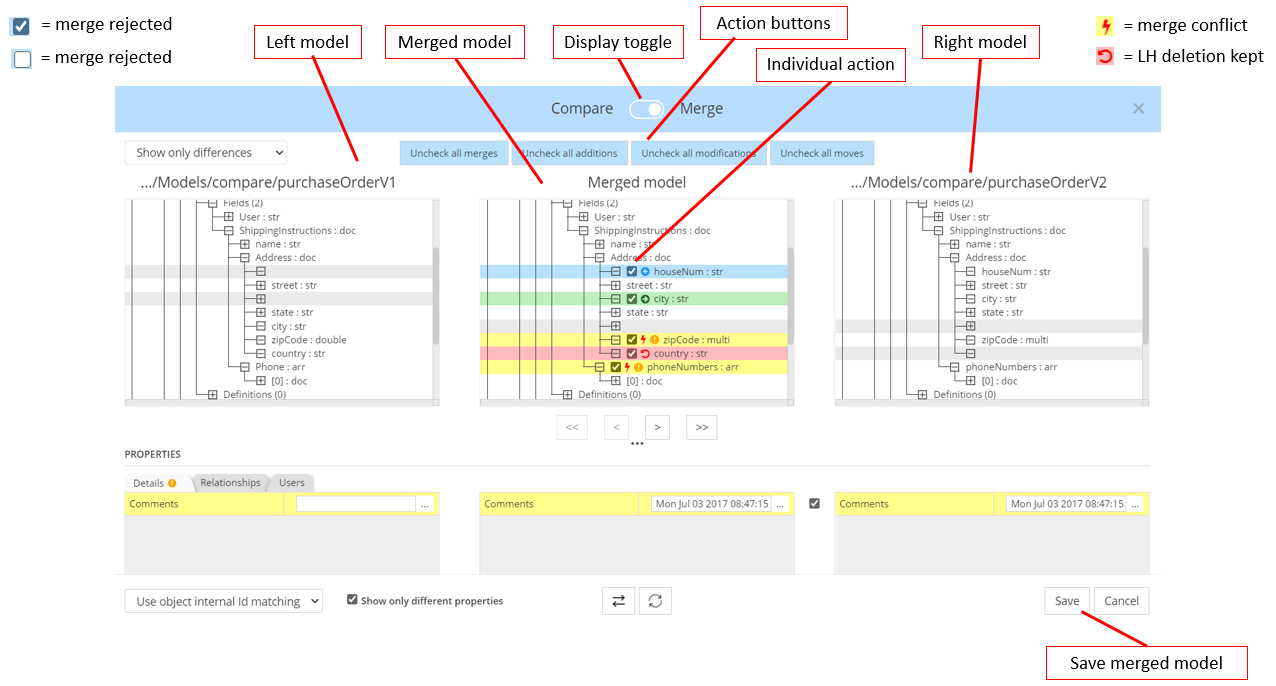 = merge rejected
= merge rejected
Left model
Merged model
Display toggle
Action buttons
Individual action
Right model
= merge conflict
= LH deletion kept
Compare Merge
Show only differences
Uncheck all merges Uncheck all additions Uncheck all modifications Uncheck all moves
.../Models/compare/purchaseOrderV1
Fields (2)
User : str
ShippingInstructions : doc
name : str
Address : doc
street : str
state : str
city : str
zipCode : double
country : str
Phone : arr
[0] : doc
Definitions (0)
Merged model
Fields (2)
User : str
ShippingInstructions : doc
name : str
Address : doc
houseNum : str
street : str
city : str
state : str
zipCode : multi
country : str
phoneNumbers : arr
[0] : doc
Definitions (0)
.../Models/compare/purchaseOrderV2
Fields (2)
User : str
ShippingInstructions : doc
name : str
Address : doc
houseNum : str
street : str
city : str
state : str
zipCode : multi
phoneNumbers : arr
[0] : doc
Definitions (0)
<< < > >>
PROPERTIES
Details Relationships Users
Comments ...
Comments Mon Jul 03 2017 08:47:15 ...
Comments Mon Jul 03 2017 08:47:15 ...
Use object internal Id matching
Show only different properties
Save Cancel
Save merged model